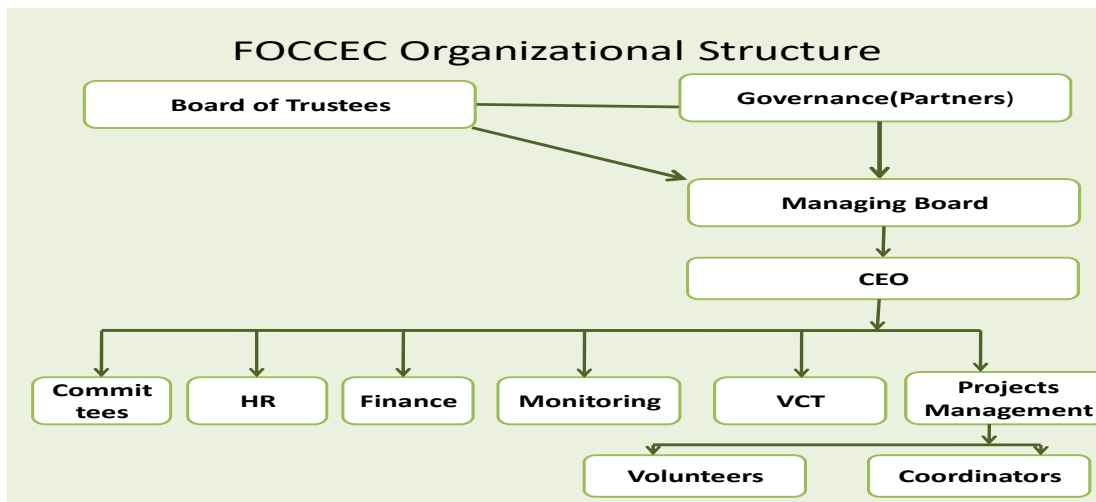 FOCCEC Organizational Structure
Board of Trustees
Governance(Partners)
Managing Board
CEO
Commit
tees
HR
Finance
Monitoring
VCT
Projects
Management
Volunteers
Coordinators